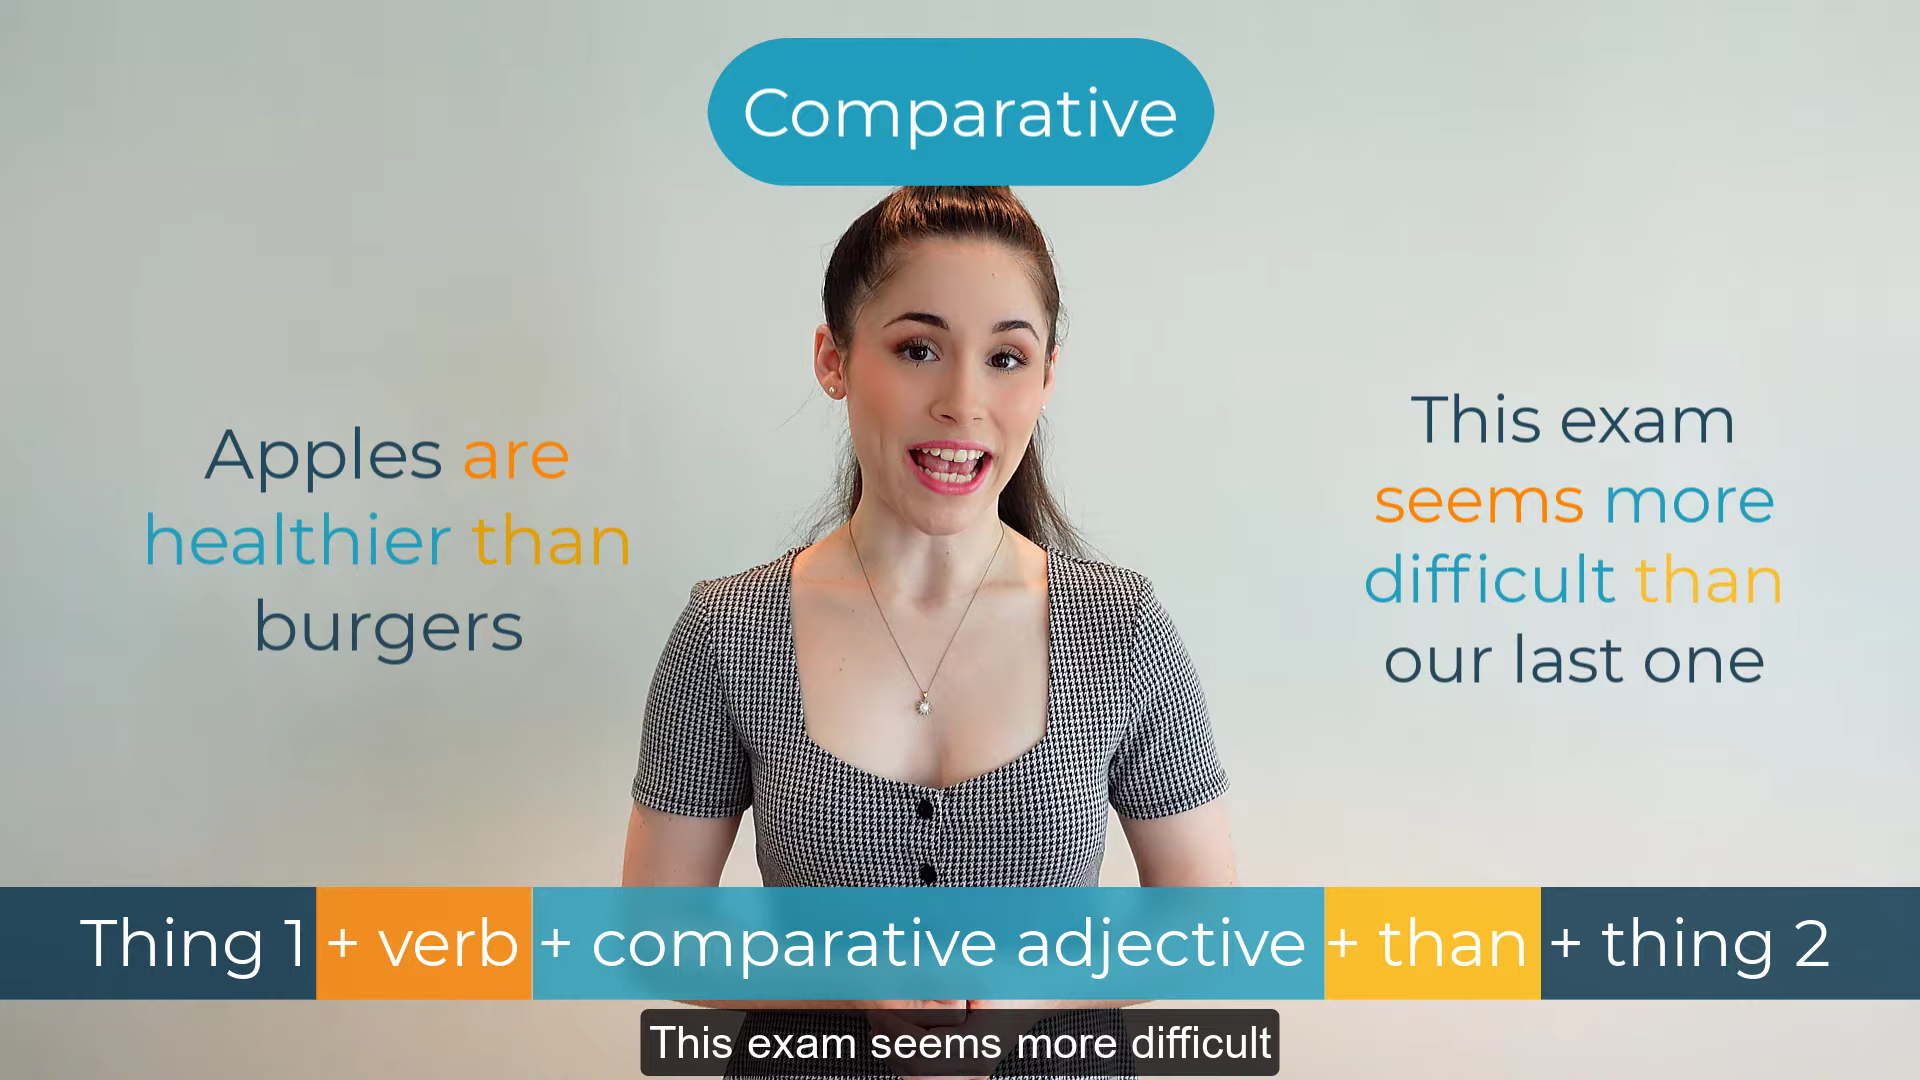 Comparative
Apples are
healthier than
burgers
This exam
seems more
difficult than
our last one
Thing 1 + verb + comparative adjective + than + thing 2
This exam seems more difficult